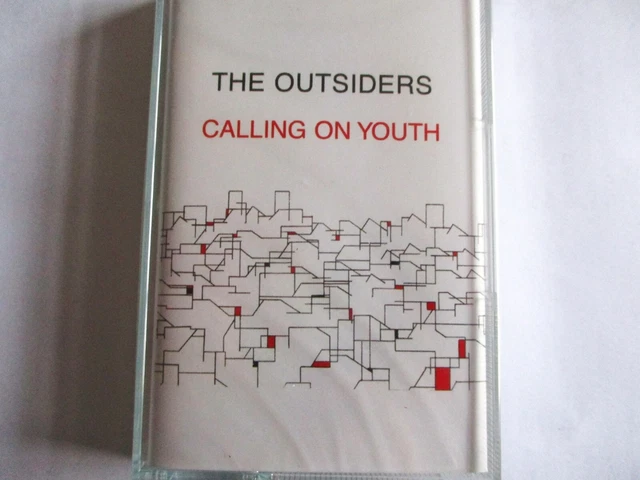 THE OUTSIDERS
CALLING ON YOUTH